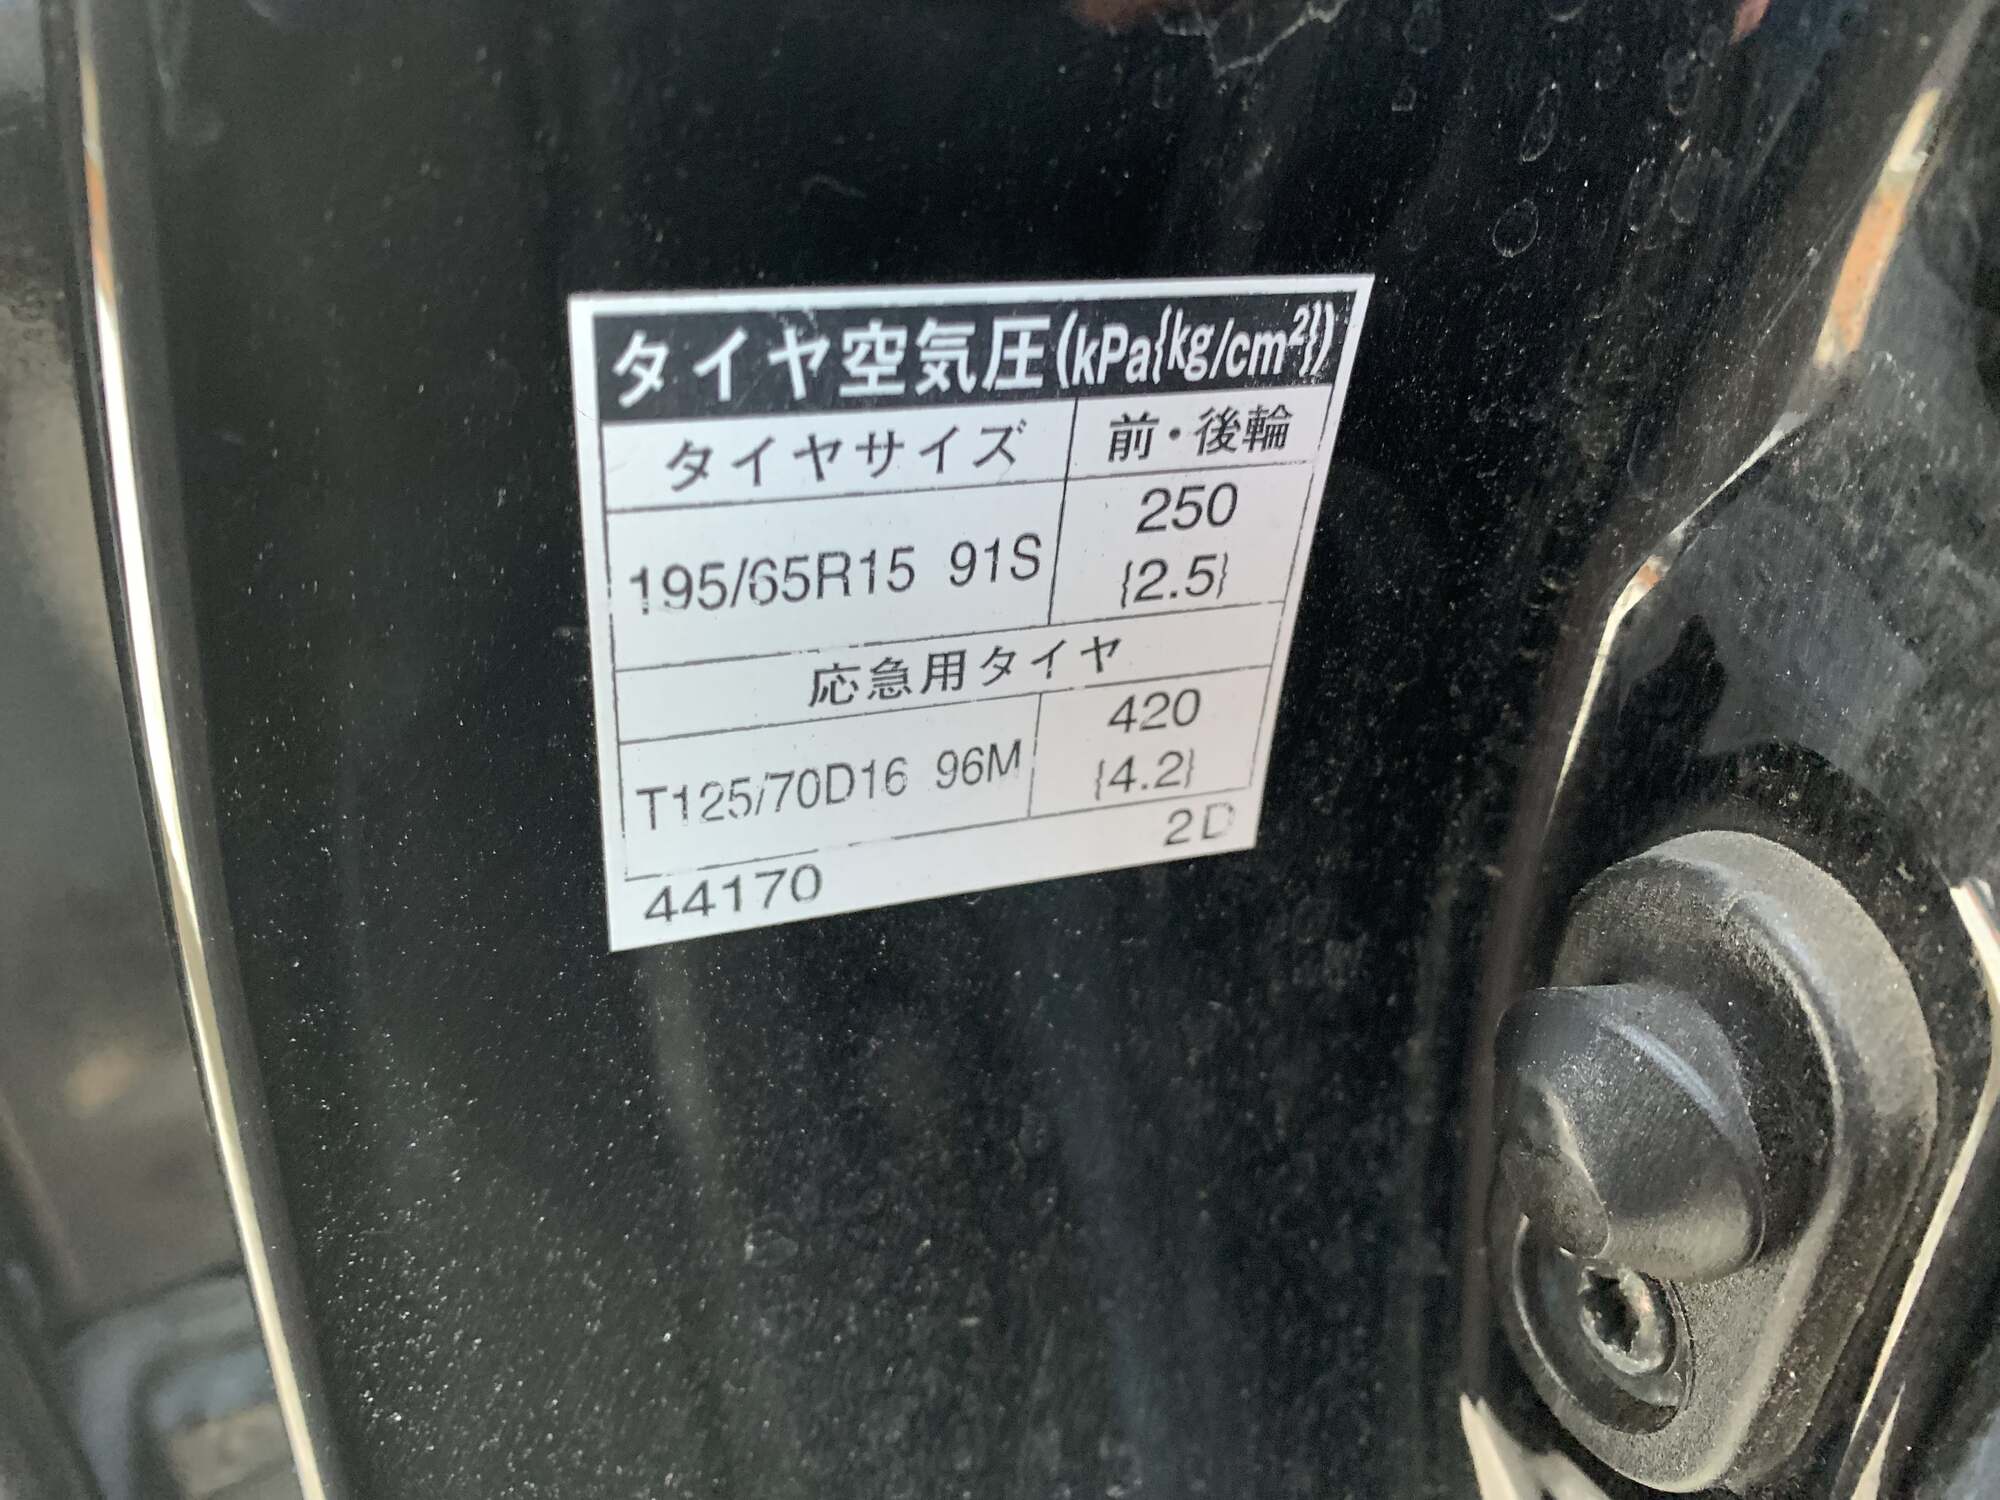 タイヤ空気圧(kPa{kg/cm²})
タイヤサイズ 前・後輪
195/65R15 91S 250
{2.5}
応急用タイヤ
T125/70D16 96M 420
{4.2}
44170 2D